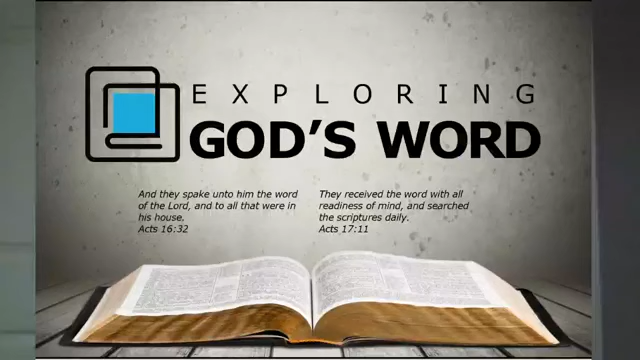 EXPLORING
GOD'S WORD
And they spake unto him the word
of the Lord, and to all that were in
his house.
Acts 16:32
They received the word with all
readiness of mind, and searched
the scriptures daily.
Acts 17:11